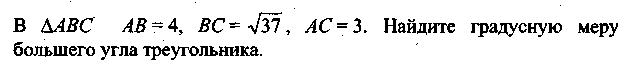 В ΔABC AB = 4, BC = √37, AC = 3. Найдите градусную меру
большего угла треугольника.